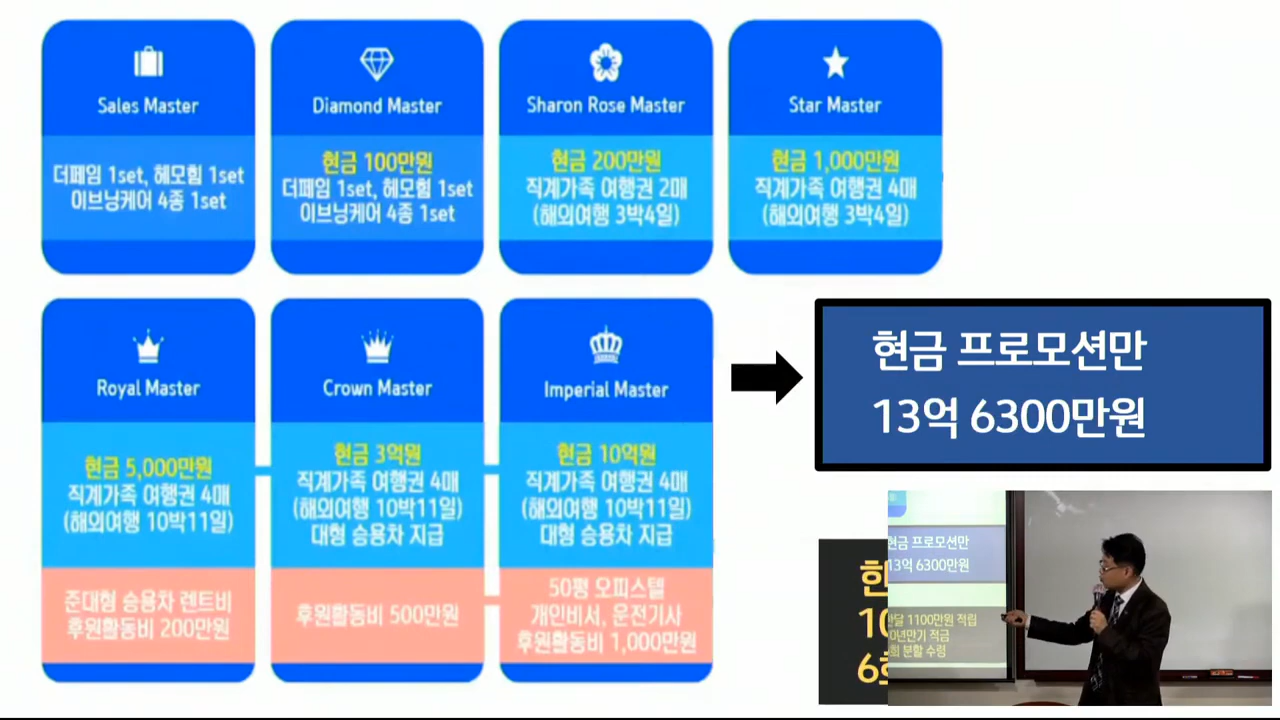 Sales Master
더페임 1set, 헤모힘 1set
이브닝케어 4종 1set
Diamond Master
현금 100만원
더페임 1set, 헤모힘 1set
이브닝케어 4종 1set
Sharon Rose Master
현금 200만원
직계가족 여행권 2매
(해외여행 3박4일)
Star Master
현금 1,000만원
직계가족 여행권 4매
(해외여행 3박4일)
Royal Master
현금 5,000만원
직계가족 여행권 4매
(해외여행 10박11일)
준대형 승용차 렌트비
후원활동비 200만원
Crown Master
현금 3억원
직계가족 여행권 4매
(해외여행 10박11일)
대형 승용차 지급
후원활동비 500만원
Imperial Master
현금 10억원
직계가족 여행권 4매
(해외여행 10박11일)
대형 승용차 지급
50평 오피스텔
개인비서, 운전기사
후원활동비 1,000만원
현금 프로모션만
13억 6300만원
현금 프로모션만
13억 6300만원
한달 1100만원 적립
0년만기 적금
회 분할 수령